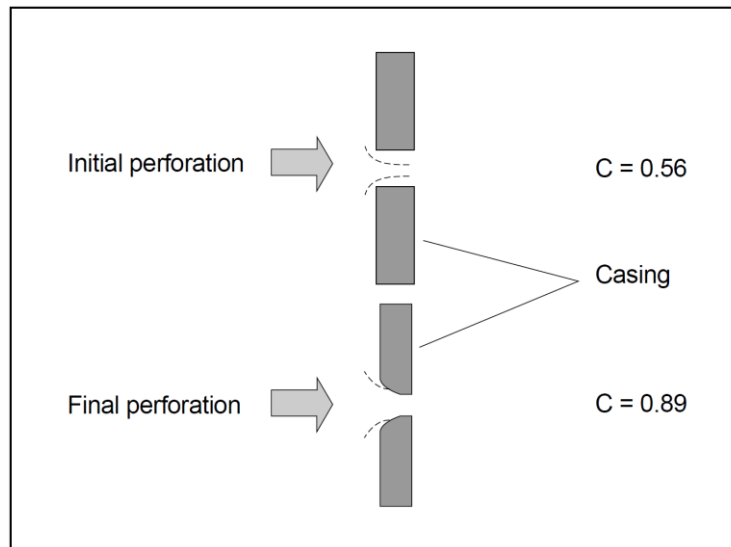 Initial perforation
C = 0.56
Casing
Final perforation
C = 0.89